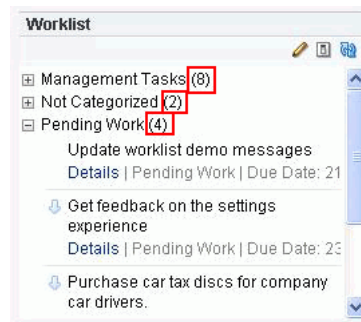 Worklist
Management Tasks (8)
Not Categorized (2)
Pending Work (4)
Update worklist demo messages
Details | Pending Work | Due Date: 21
Get feedback on the settings
experience
Details | Pending Work | Due Date: 23
Purchase car tax discs for company
car drivers.